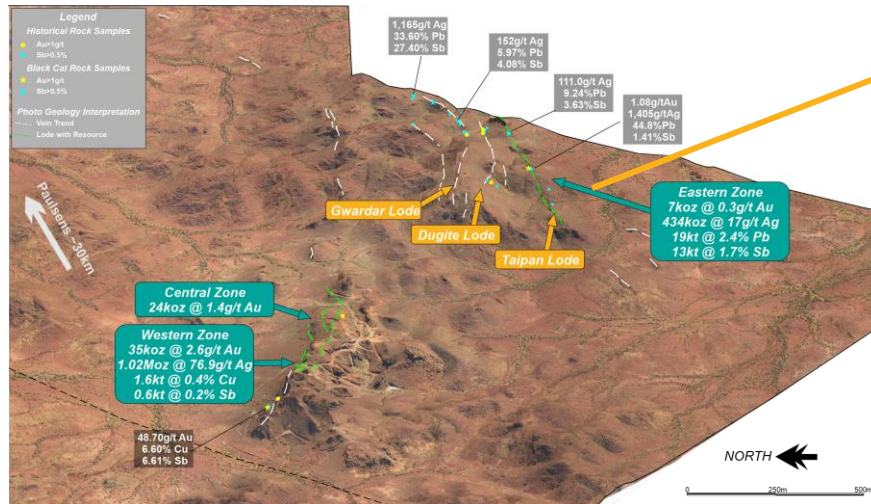 Legend
Historical Rock Samples
Au>1g/t
Sb>0.5%
Black Cat Rock Samples
Au>1g/t
Sb>0.5%
Photo Geology Interpretation
Vein Trend
Lode with Resource
1,165g/t Ag
33.60% Pb
27.40% Sb
152g/t Ag
5.97% Pb
4.08% Sb
111.0g/t Ag
9.24%Pb
3.63%Sb
1.08g/tAu
1,405g/tAg
44.8%Pb
1.41%Sb
Paulsens ~30km
Gwardar Lode
Dugite Lode
Taipan Lode
Eastern Zone
7koz @ 0.3g/t Au
434koz @ 17g/t Ag
19kt @ 2.4% Pb
13kt @ 1.7% Sb
Central Zone
24koz @ 1.4g/t Au
Western Zone
35koz @ 2.6g/t Au
1.02Moz @ 76.9g/t Ag
1.6kt @ 0.4% Cu
0.6kt @ 0.2% Sb
48.70g/t Au
6.60% Cu
6.61% Sb
NORTH
0 250m 500m